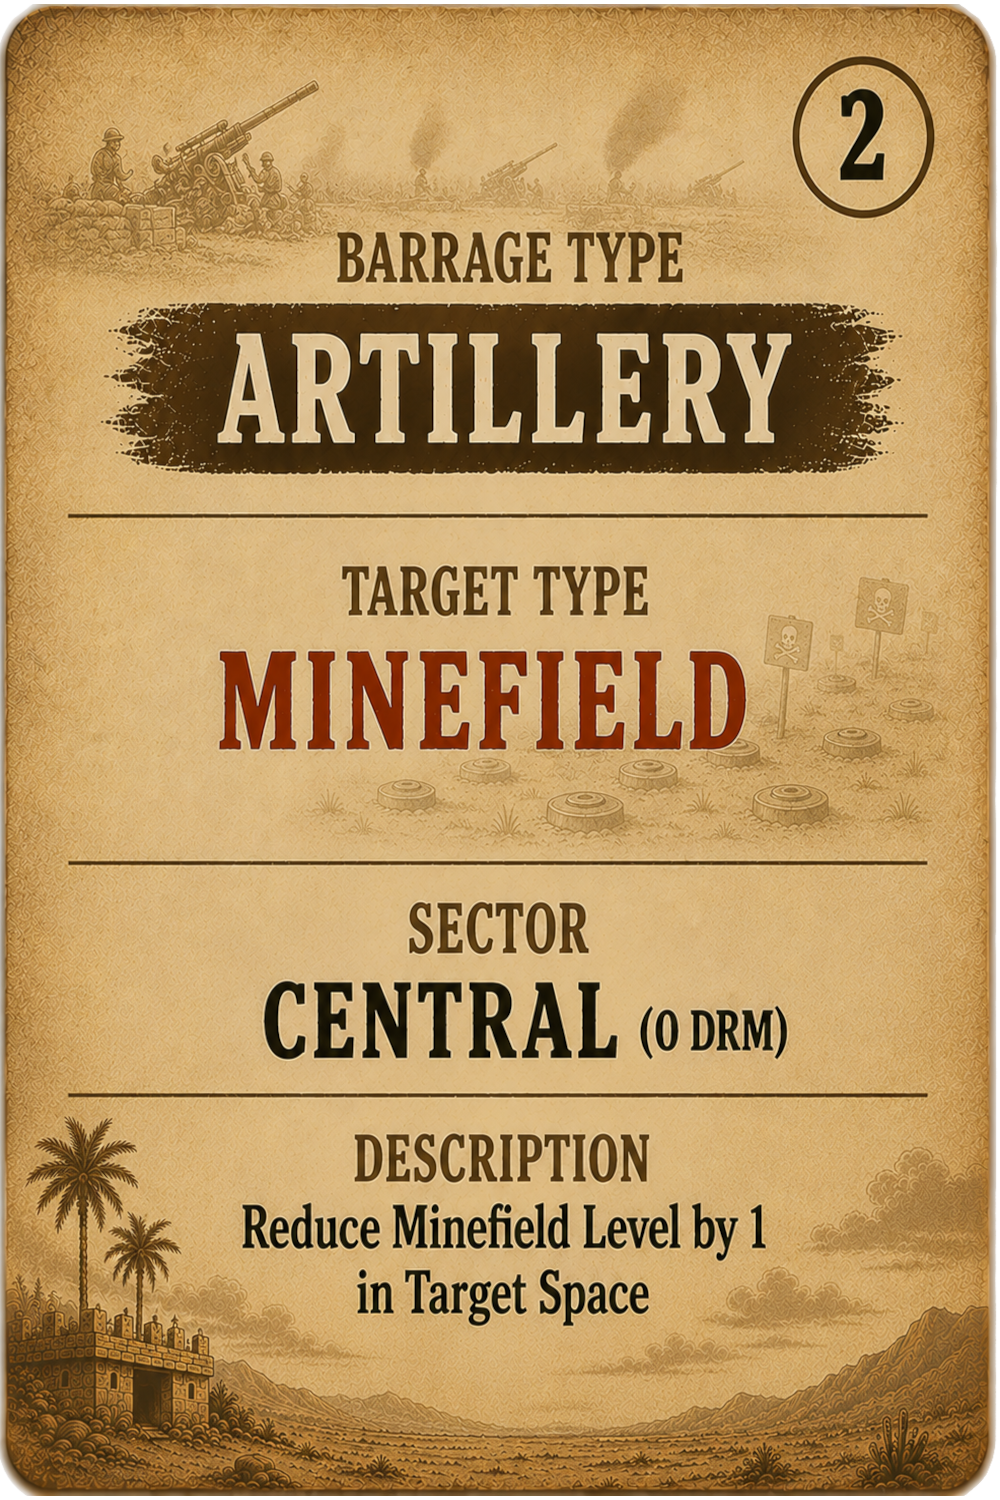 2
BARRAGE TYPE
ARTILLERY
TARGET TYPE
MINEFIELD
SECTOR
CENTRAL (0 DRM)
DESCRIPTION
Reduce Minefield Level by 1
in Target Space